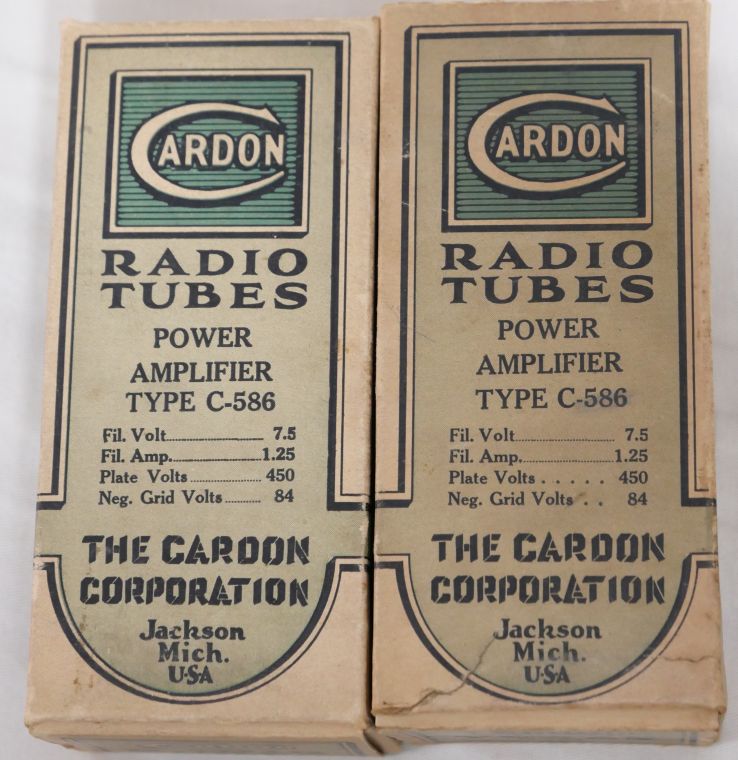 CARDON
RADIO
TUBES
POWER
AMPLIFIER
TYPE C-586
Fil. Volt........................ 7.5
Fil. Amp........................1.25
Plate Volts.................. 450
Neg. Grid Volts........... 84
THE CARDON
CORPORATION
Jackson
Mich.
U·S·A
CARDON
RADIO
TUBES
POWER
AMPLIFIER
TYPE C-586
Fil. Volt........................ 7.5
Fil. Amp........................1.25
Plate Volts . . . . . 450
Neg. Grid Volts . . 84
THE CARDON
CORPORATION
Jackson
Mich.
U·S·A